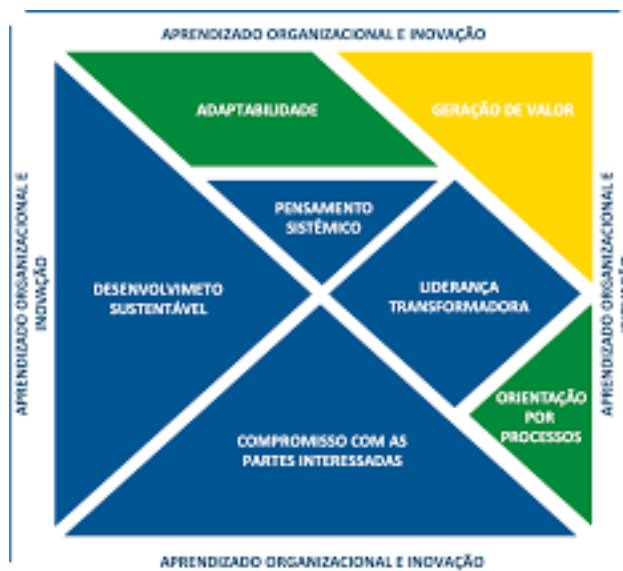 APRENDIZADO ORGANIZACIONAL E INOVAÇÃO
ADAPTABILIDADE
GERAÇÃO DE VALOR
PENSAMENTO
SISTÊMICO
APRENDIZADO ORGANIZACIONAL E
INOVAÇÃO
DESENVOLVIMETO
SUSTENTÁVEL
LIDERANÇA
TRANSFORMADORA
APRENDIZADO ORGANIZACIONAL E
ORIENTAÇÃO
POR
PROCESSOS
COMPROMISSO COM AS
PARTES INTERESSADAS
APRENDIZADO ORGANIZACIONAL E INOVAÇÃO